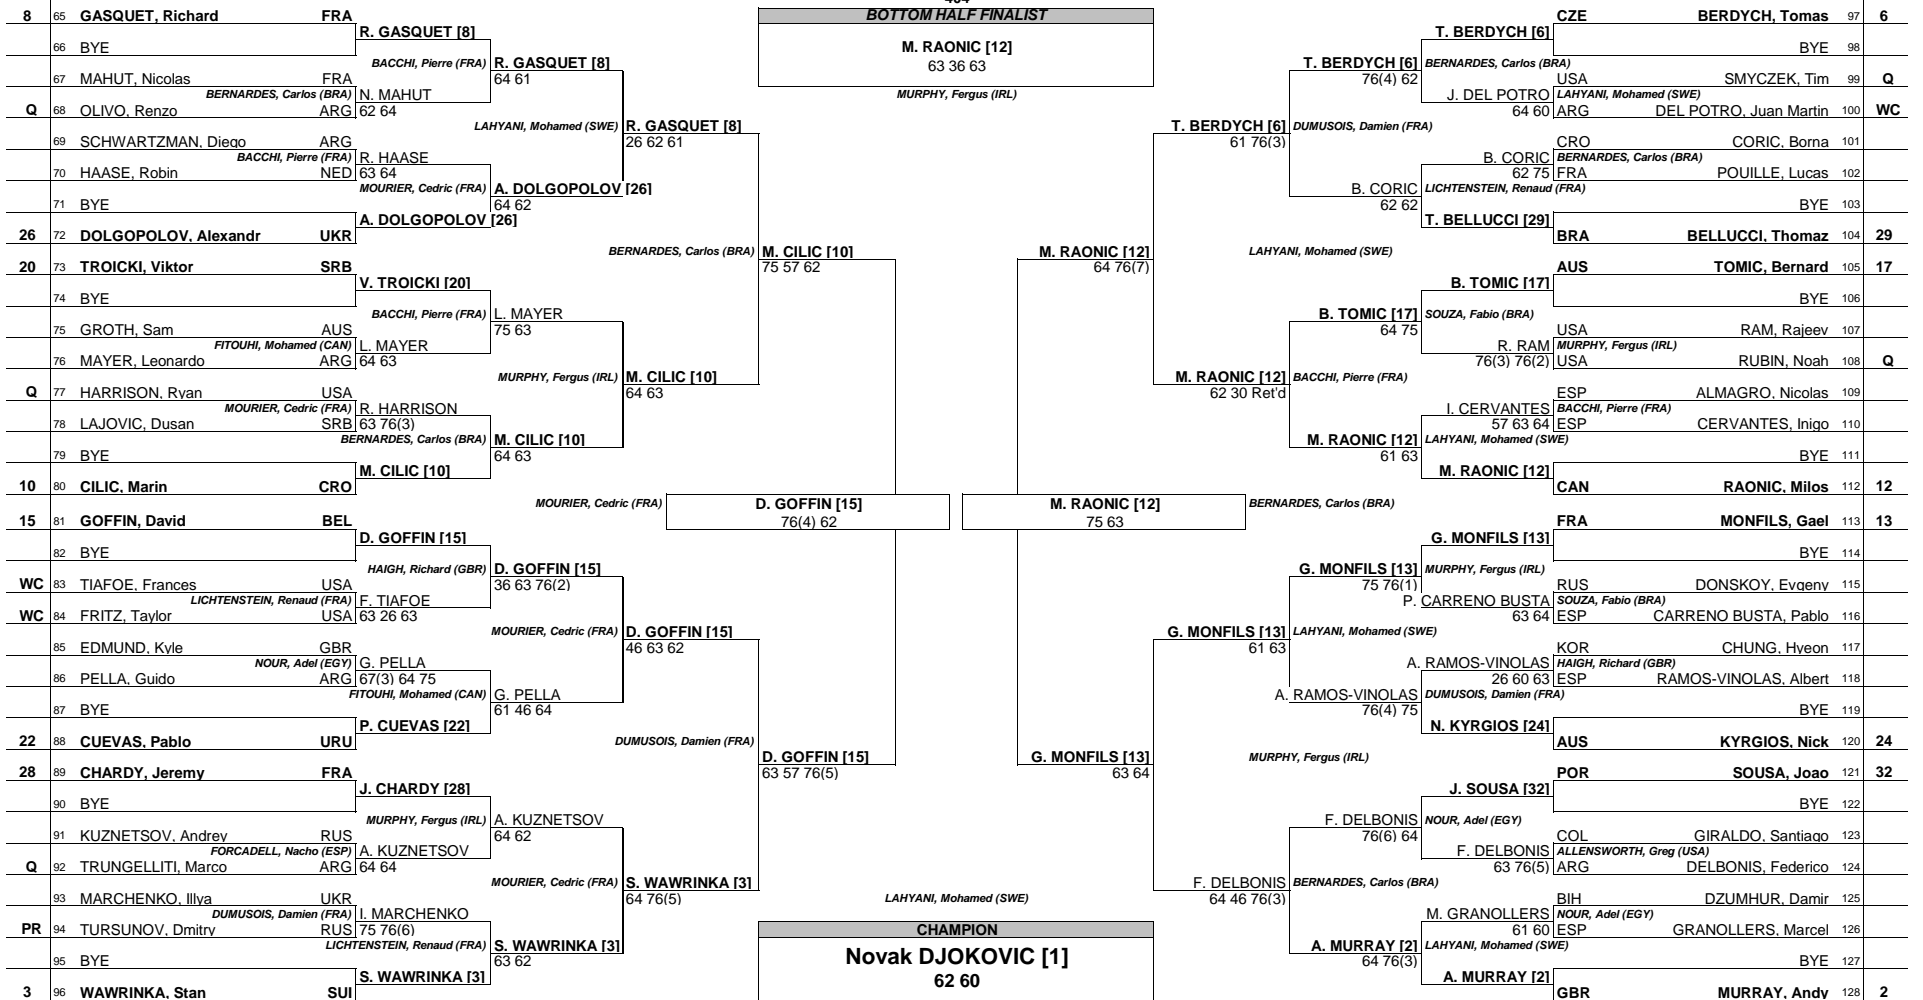 BOTTOM HALF FINALIST
M. RAONIC [12]
63 36 63
MURPHY, Fergus (IRL)
8 65 GASQUET, Richard FRA
R. GASQUET [8]
66 BYE
BACCHI, Pierre (FRA) R. GASQUET [8]
67 MAHUT, Nicolas FRA 64 61
BERNARDES, Carlos (BRA) N. MAHUT
Q 68 OLIVO, Renzo ARG 62 64
LAHYANI, Mohamed (SWE) R. GASQUET [8]
69 SCHWARTZMAN, Diego ARG 26 62 61
BACCHI, Pierre (FRA) R. HAASE
70 HAASE, Robin NED 63 64
MOURIER, Cedric (FRA) A. DOLGOPOLOV [26]
71 BYE 64 62
A. DOLGOPOLOV [26]
26 72 DOLGOPOLOV, Alexandr UKR
BERNARDES, Carlos (BRA) M. CILIC [10]
20 73 TROICKI, Viktor SRB 75 57 62
V. TROICKI [20]
74 BYE
BACCHI, Pierre (FRA) L. MAYER
75 GROTH, Sam AUS 75 63
FITOUHI, Mohamed (CAN) L. MAYER
76 MAYER, Leonardo ARG 64 63
MURPHY, Fergus (IRL) M. CILIC [10]
Q 77 HARRISON, Ryan USA 64 63
MOURIER, Cedric (FRA) R. HARRISON
78 LAJOVIC, Dusan SRB 63 76(3)
BERNARDES, Carlos (BRA) M. CILIC [10]
79 BYE 64 63
M. CILIC [10]
10 80 CILIC, Marin CRO
MOURIER, Cedric (FRA) D. GOFFIN [15]
76(4) 62
15 81 GOFFIN, David BEL
D. GOFFIN [15]
82 BYE
HAIGH, Richard (GBR) D. GOFFIN [15]
WC 83 TIAFOE, Frances USA 36 63 76(2)
LICHTENSTEIN, Renaud (FRA) F. TIAFOE
WC 84 FRITZ, Taylor USA 63 26 63
MOURIER, Cedric (FRA) D. GOFFIN [15]
85 EDMUND, Kyle GBR 46 63 62
NOUR, Adel (EGY) G. PELLA
86 PELLA, Guido ARG 67(3) 64 75
FITOUHI, Mohamed (CAN) G. PELLA
87 BYE 61 46 64
P. CUEVAS [22]
22 88 CUEVAS, Pablo URU
DUMUSOIS, Damien (FRA) D. GOFFIN [15]
28 89 CHARDY, Jeremy FRA 63 57 76(5)
J. CHARDY [28]
90 BYE
MURPHY, Fergus (IRL) A. KUZNETSOV
91 KUZNETSOV, Andrey RUS 64 62
FORCADELL, Nacho (ESP) A. KUZNETSOV
Q 92 TRUNGELLITI, Marco ARG 64 64
MOURIER, Cedric (FRA) S. WAWRINKA [3]
93 MARCHENKO, Illya UKR 64 76(5)
DUMUSOIS, Damien (FRA) I. MARCHENKO
PR 94 TURSUNOV, Dmitry RUS 75 76(6)
LICHTENSTEIN, Renaud (FRA) S. WAWRINKA [3]
95 BYE 63 62
S. WAWRINKA [3]
3 96 WAWRINKA, Stan SUI
LAHYANI, Mohamed (SWE)
CHAMPION
Novak DJOKOVIC [1]
62 60
CZE BERDYCH, Tomas 97 6
T. BERDYCH [6]
BYE 98
T. BERDYCH [6] BERNARDES, Carlos (BRA)
76(4) 62 USA SMYCZEK, Tim 99 Q
J. DEL POTRO LAHYANI, Mohamed (SWE)
64 60 ARG DEL POTRO, Juan Martin 100 WC
T. BERDYCH [6] DUMUSOIS, Damien (FRA)
61 76(3) CRO CORIC, Borna 101
B. CORIC BERNARDES, Carlos (BRA)
62 75 FRA POUILLE, Lucas 102
B. CORIC LICHTENSTEIN, Renaud (FRA)
62 62 BYE 103
T. BELLUCCI [29]
BRA BELLUCCI, Thomaz 104 29
M. RAONIC [12] LAHYANI, Mohamed (SWE)
64 76(7) AUS TOMIC, Bernard 105 17
B. TOMIC [17]
BYE 106
B. TOMIC [17] SOUZA, Fabio (BRA)
64 75 USA RAM, Rajeev 107
R. RAM MURPHY, Fergus (IRL)
76(3) 76(2) USA RUBIN, Noah 108 Q
M. RAONIC [12] BACCHI, Pierre (FRA)
62 30 Ret'd ESP ALMAGRO, Nicolas 109
I. CERVANTES BACCHI, Pierre (FRA)
57 63 64 ESP CERVANTES, Inigo 110
M. RAONIC [12] LAHYANI, Mohamed (SWE)
61 63 BYE 111
M. RAONIC [12]
CAN RAONIC, Milos 112 12
M. RAONIC [12] BERNARDES, Carlos (BRA)
75 63
FRA MONFILS, Gael 113 13
G. MONFILS [13]
BYE 114
G. MONFILS [13] MURPHY, Fergus (IRL)
75 76(1) RUS DONSKOY, Evgeny 115
P. CARRENO BUSTA SOUZA, Fabio (BRA)
63 64 ESP CARRENO BUSTA, Pablo 116
G. MONFILS [13] LAHYANI, Mohamed (SWE)
61 63 KOR CHUNG, Hyeon 117
A. RAMOS-VINOLAS HAIGH, Richard (GBR)
26 60 63 ESP RAMOS-VINOLAS, Albert 118
A. RAMOS-VINOLAS DUMUSOIS, Damien (FRA)
76(4) 75 BYE 119
N. KYRGIOS [24]
AUS KYRGIOS, Nick 120 24
G. MONFILS [13] MURPHY, Fergus (IRL)
63 64 POR SOUSA, Joao 121 32
J. SOUSA [32]
BYE 122
F. DELBONIS NOUR, Adel (EGY)
76(6) 64 COL GIRALDO, Santiago 123
F. DELBONIS ALLENSWORTH, Greg (USA)
63 76(5) ARG DELBONIS, Federico 124
F. DELBONIS BERNARDES, Carlos (BRA)
64 46 76(3) BIH DZUMHUR, Damir 125
M. GRANOLLERS NOUR, Adel (EGY)
61 60 ESP GRANOLLERS, Marcel 126
A. MURRAY [2] LAHYANI, Mohamed (SWE)
64 76(3) BYE 127
A. MURRAY [2]
GBR MURRAY, Andy 128 2